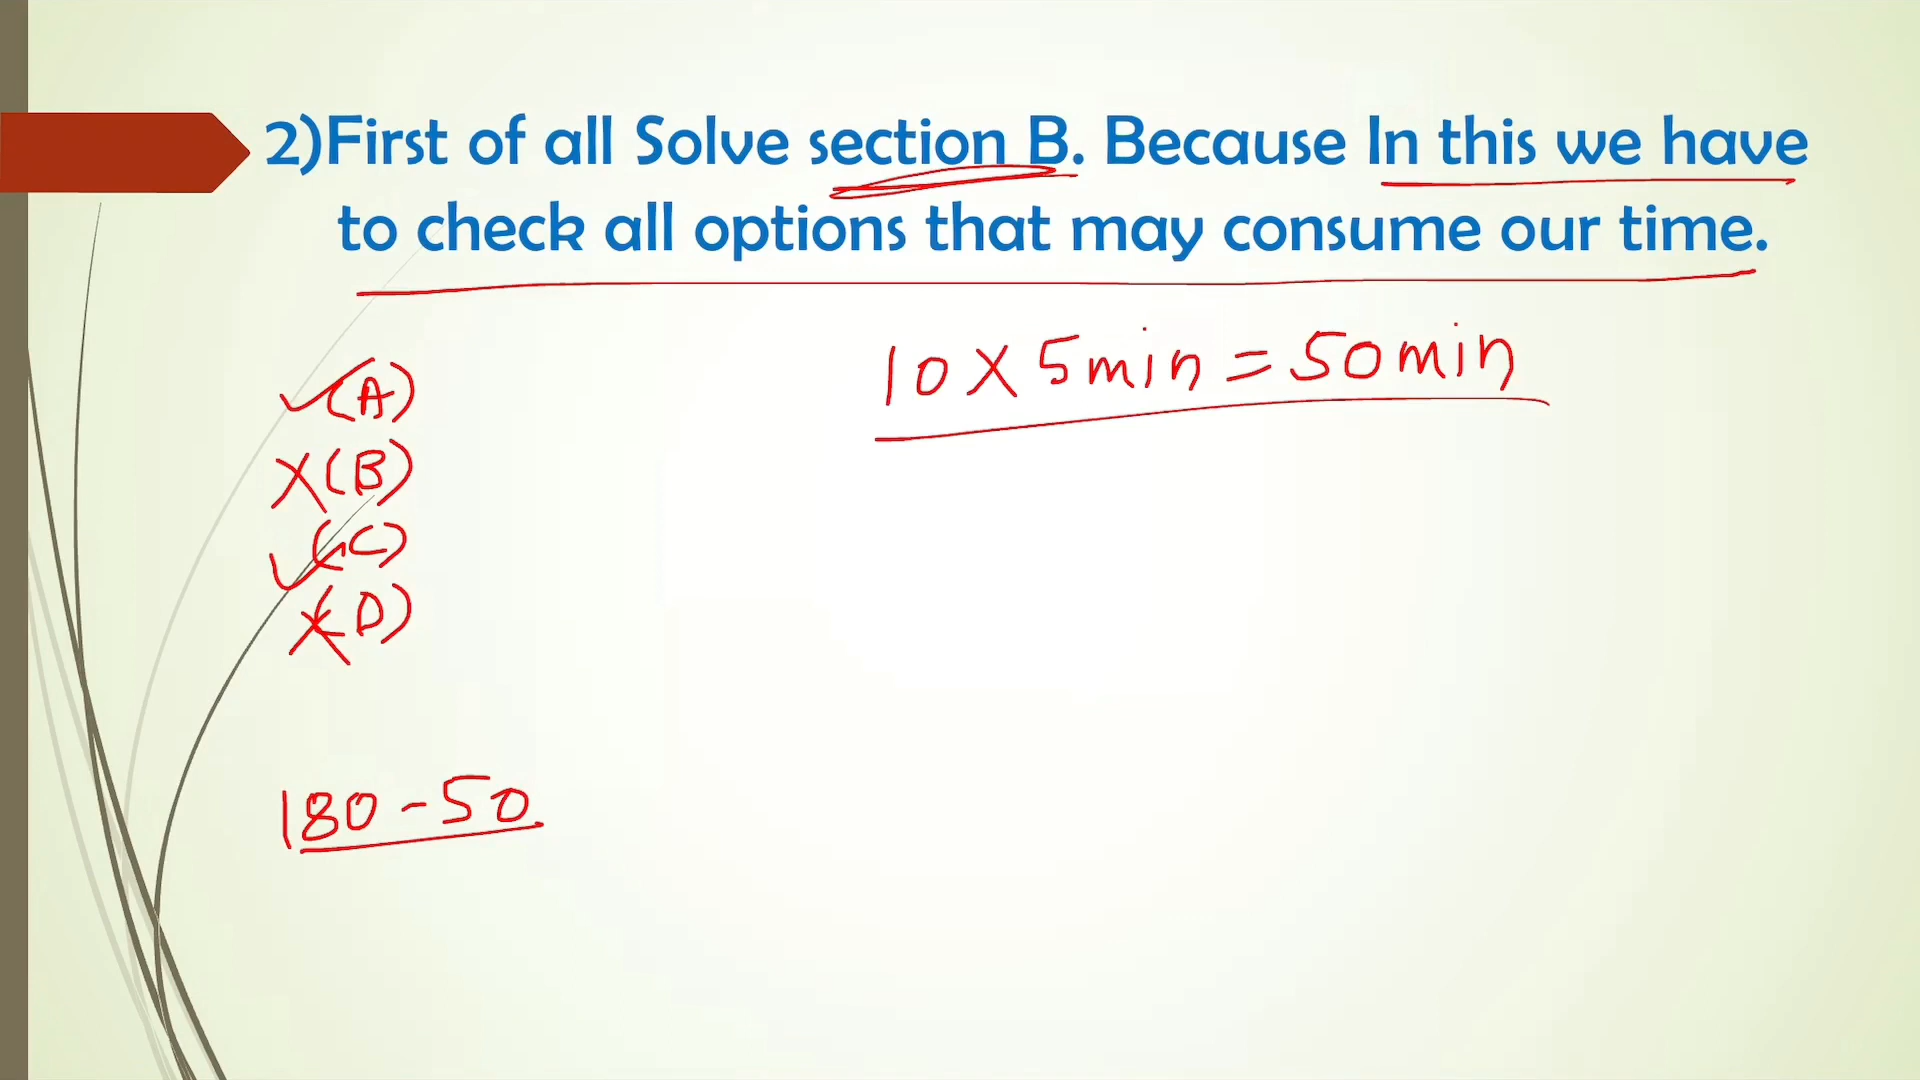 2)First of all Solve section B. Because In this we have
to check all options that may consume our time.
10 X 5min = 50min
✓(A)
X(B)
✓(C)
X(D)
180-50